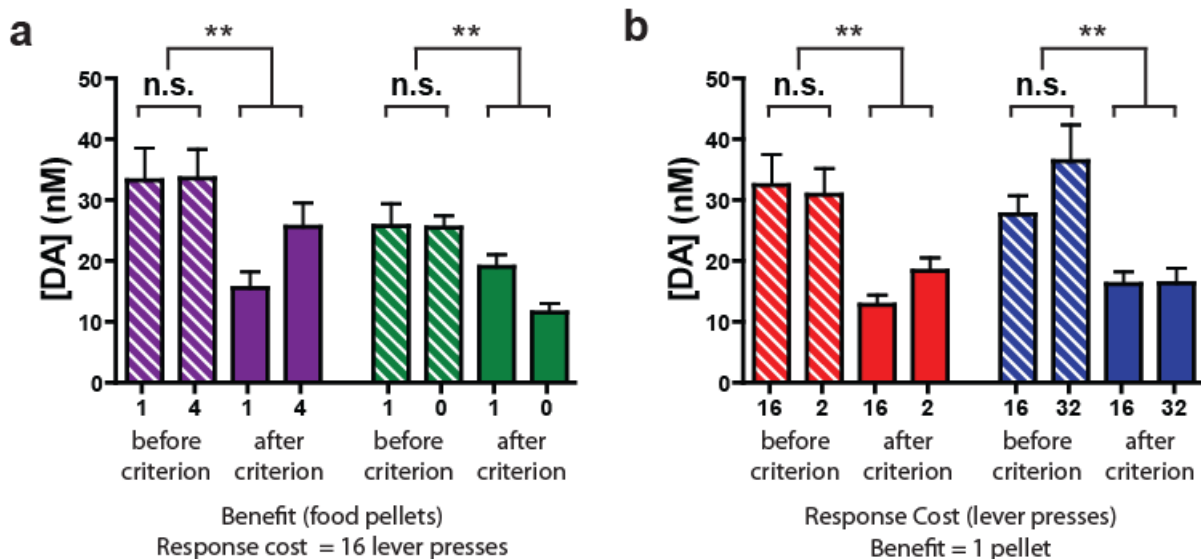 a
** **
n.s. n.s.
50
40
30
20
10
0
[DA] (nM)
1 4 1 4 1 0 1 0
before criterion after criterion before criterion after criterion
Benefit (food pellets)
Response cost = 16 lever presses
b
** **
n.s. n.s.
50
40
30
20
10
0
[DA] (nM)
16 2 16 2 16 32 16 32
before criterion after criterion before criterion after criterion
Response Cost (lever presses)
Benefit = 1 pellet